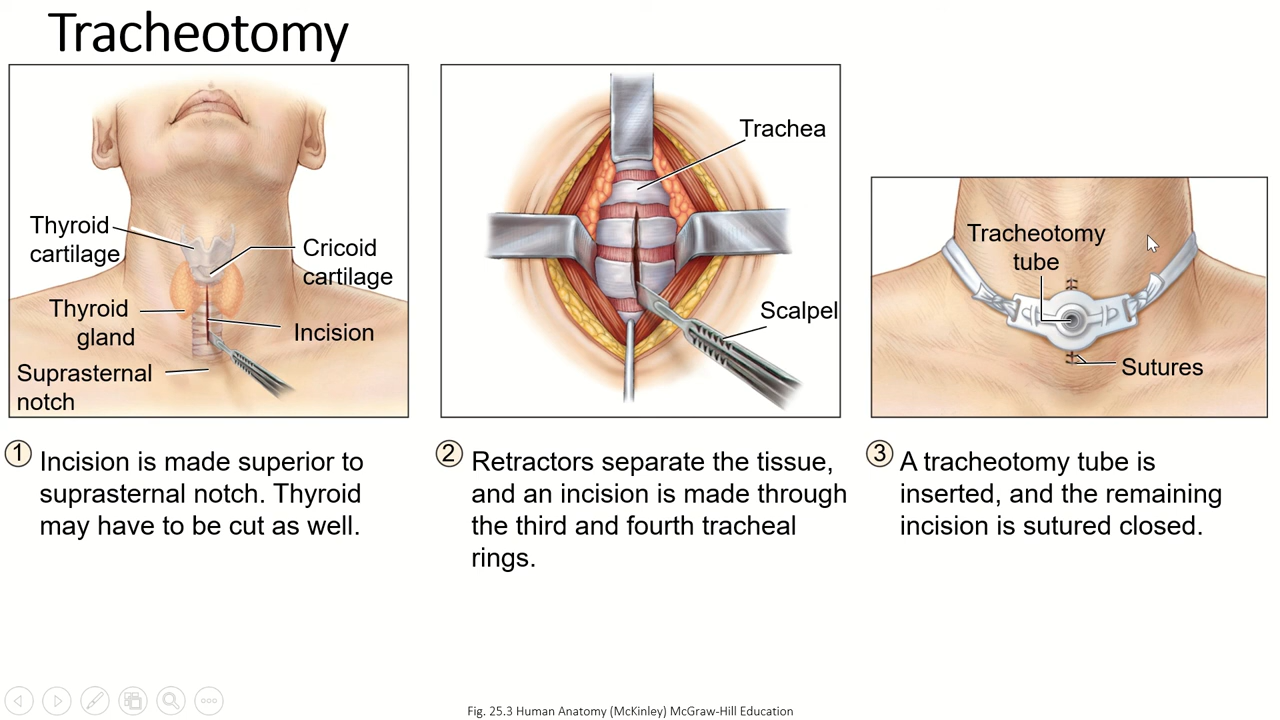 Tracheotomy
Thyroid
cartilage
Cricoid
cartilage
Thyroid
gland
Incision
Suprasternal
notch
Trachea
Scalpel
Tracheotomy
tube
Sutures
1 Incision is made superior to
suprasternal notch. Thyroid
may have to be cut as well.
2 Retractors separate the tissue,
and an incision is made through
the third and fourth tracheal
rings.
3 A tracheotomy tube is
inserted, and the remaining
incision is sutured closed.
Fig. 25.3 Human Anatomy (McKinley) McGraw-Hill Education